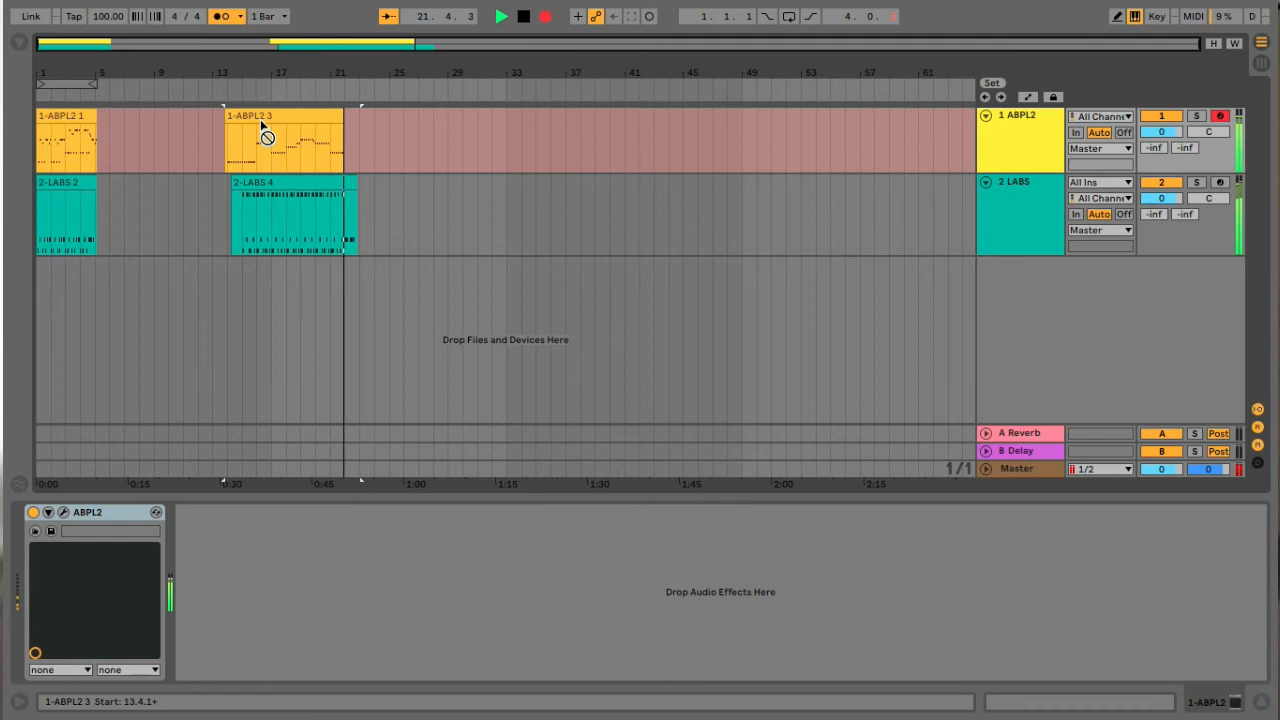 Link Tap 100.00 4 / 4 1 Bar 21. 4. 3 1. 1. 1 4. 0. Key MIDI 9 % D
H W
1 5 9 13 17 21 25 29 33 37 41 45 49 53 57 61
Set
1-ABPL2 1 1-ABPL2 3 1 ABPL2 All Channe 1 S
In Auto Off 0 C
Master -inf -inf
2-LABS 2 2-LABS 4 2 LABS All Ins 2 S
All Channe 0 C
In Auto Off -inf -inf
Master
Drop Files and Devices Here
A Reverb A S Post
B Delay B S Post
1/1 Master 1/2 0 0
0:00 0:15 0:30 0:45 1:00 1:15 1:30 1:45 2:00 2:15
ABPL2
Drop Audio Effects Here
none none
1-ABPL2 3 Start: 13.4.1+ 1-ABPL2